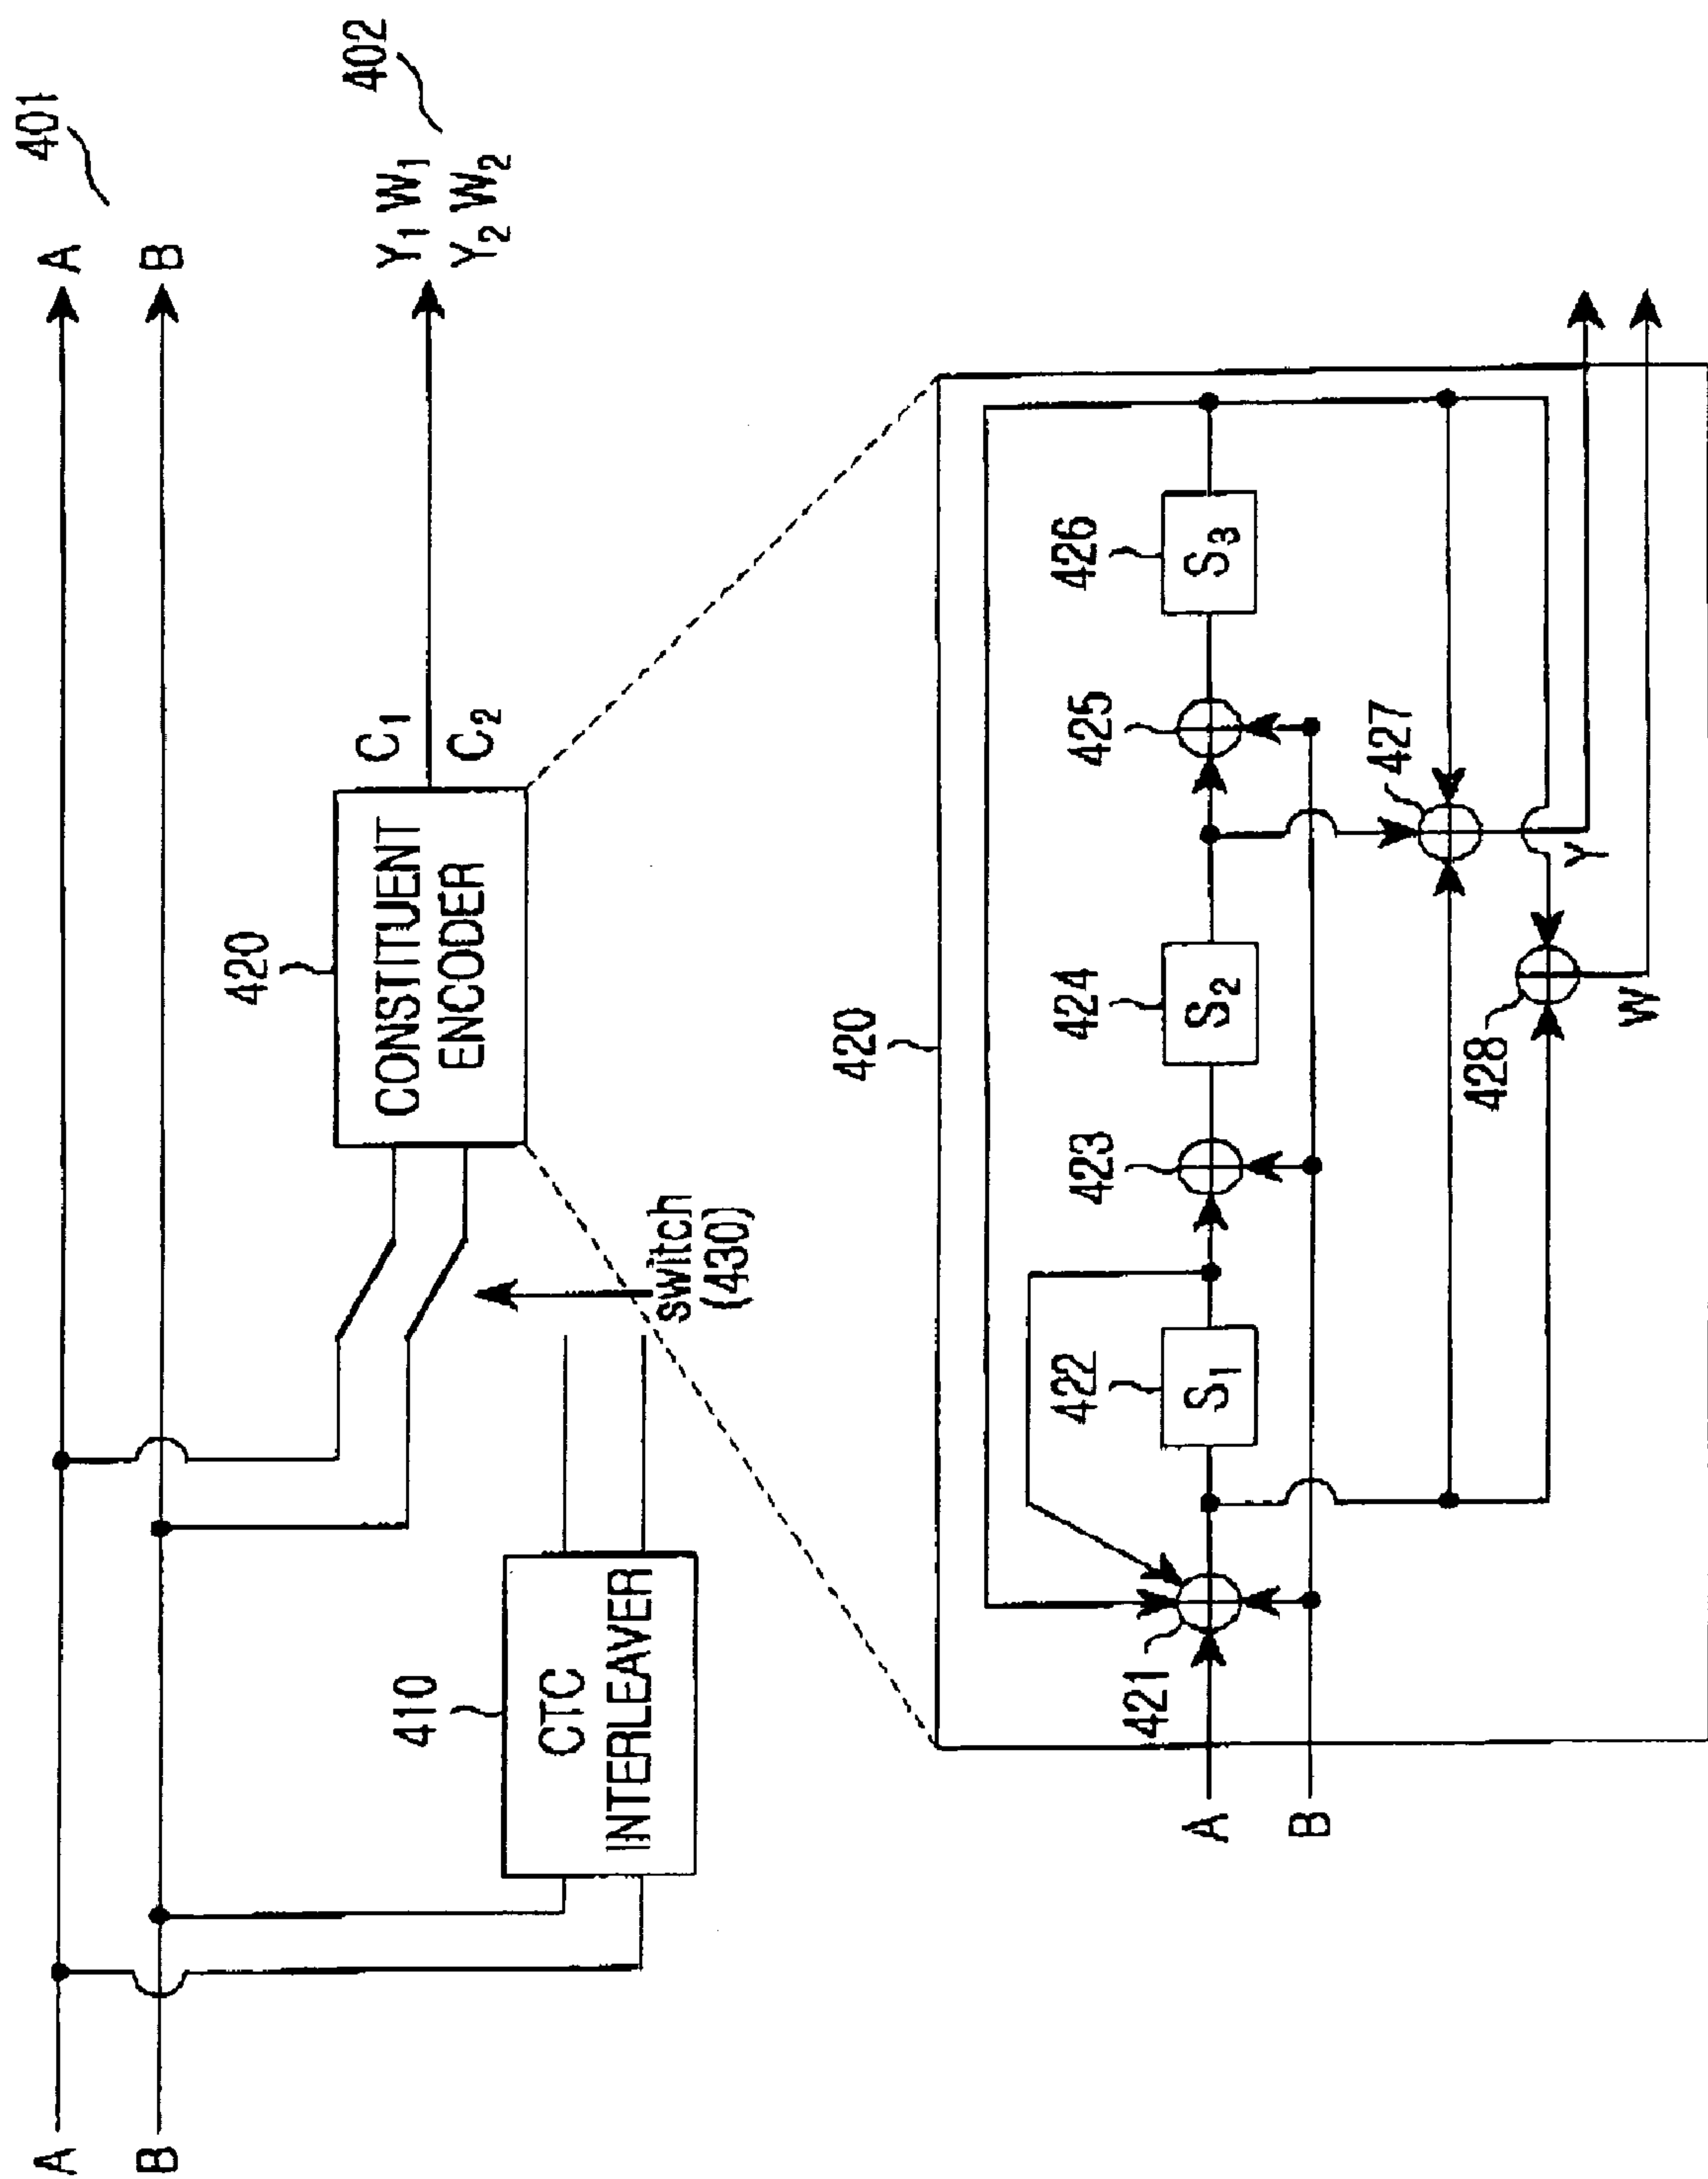 A
A
401
B
B
Y₁ W₁
Y₂ W₂
402
C₁
C₂
420
CONSTITUENT
ENCODER
switch
(430)
410
CTC
INTERLEAVER
420
422
424
426
S₁
S₂
S₃
421
423
425
A
B
427
428
Y
W